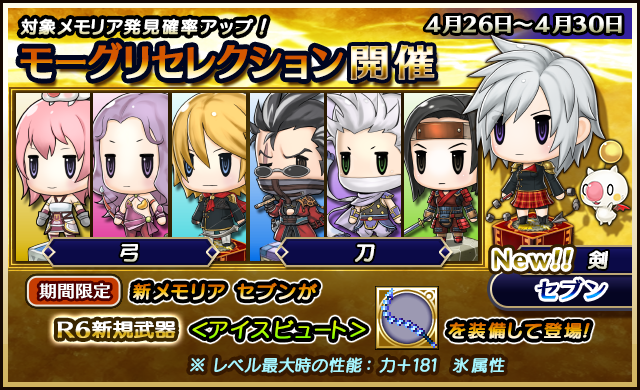 対象メモリア発見確率アップ！
4月26日～4月30日
モーグリセレクション開催
弓
刀
New!! 剣
セブン
期間限定 新メモリア セブンが
R6新規武器 <アイスビュート> を装備して登場!
※ レベル最大時の性能：力+181 氷属性